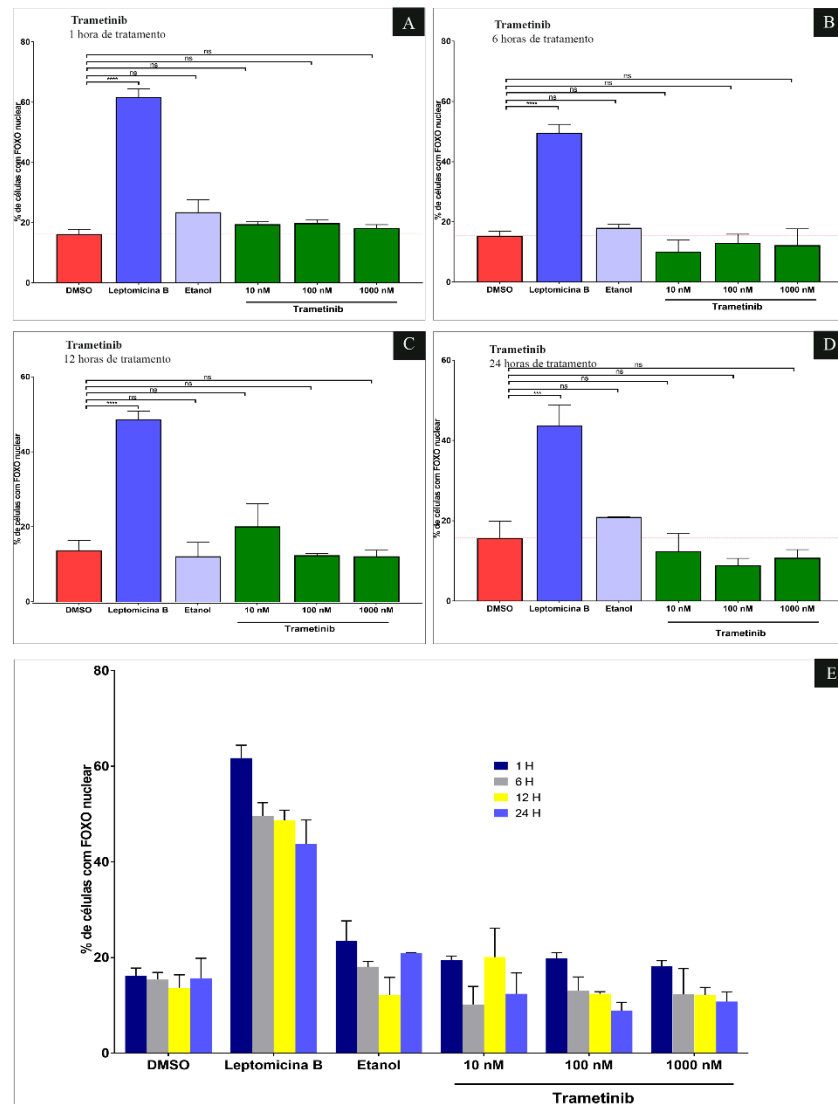 Trametinib
1 hora de tratamento
A
% de células com FOXO nuclear
80
60
40
20
0
ns
ns
ns
ns
****
DMSO
Leptomicina B
Etanol
10 nM
100 nM
1000 nM
Trametinib
Trametinib
6 horas de tratamento
B
% de células com FOXO nuclear
80
60
40
20
0
ns
ns
ns
ns
****
DMSO
Leptomicina B
Etanol
10 nM
100 nM
1000 nM
Trametinib
Trametinib
12 horas de tratamento
C
% de células com FOXO nuclear
60
40
20
0
ns
ns
ns
ns
****
DMSO
Leptomicina B
Etanol
10 nM
100 nM
1000 nM
Trametinib
Trametinib
24 horas de tratamento
D
% de células com FOXO nuclear
60
40
20
0
ns
ns
ns
ns
***
DMSO
Leptomicina B
Etanol
10 nM
100 nM
1000 nM
Trametinib
E
% de células com FOXO nuclear
80
60
40
20
0
1 H
6 H
12 H
24 H
DMSO
Leptomicina B
Etanol
10 nM
100 nM
1000 nM
Trametinib